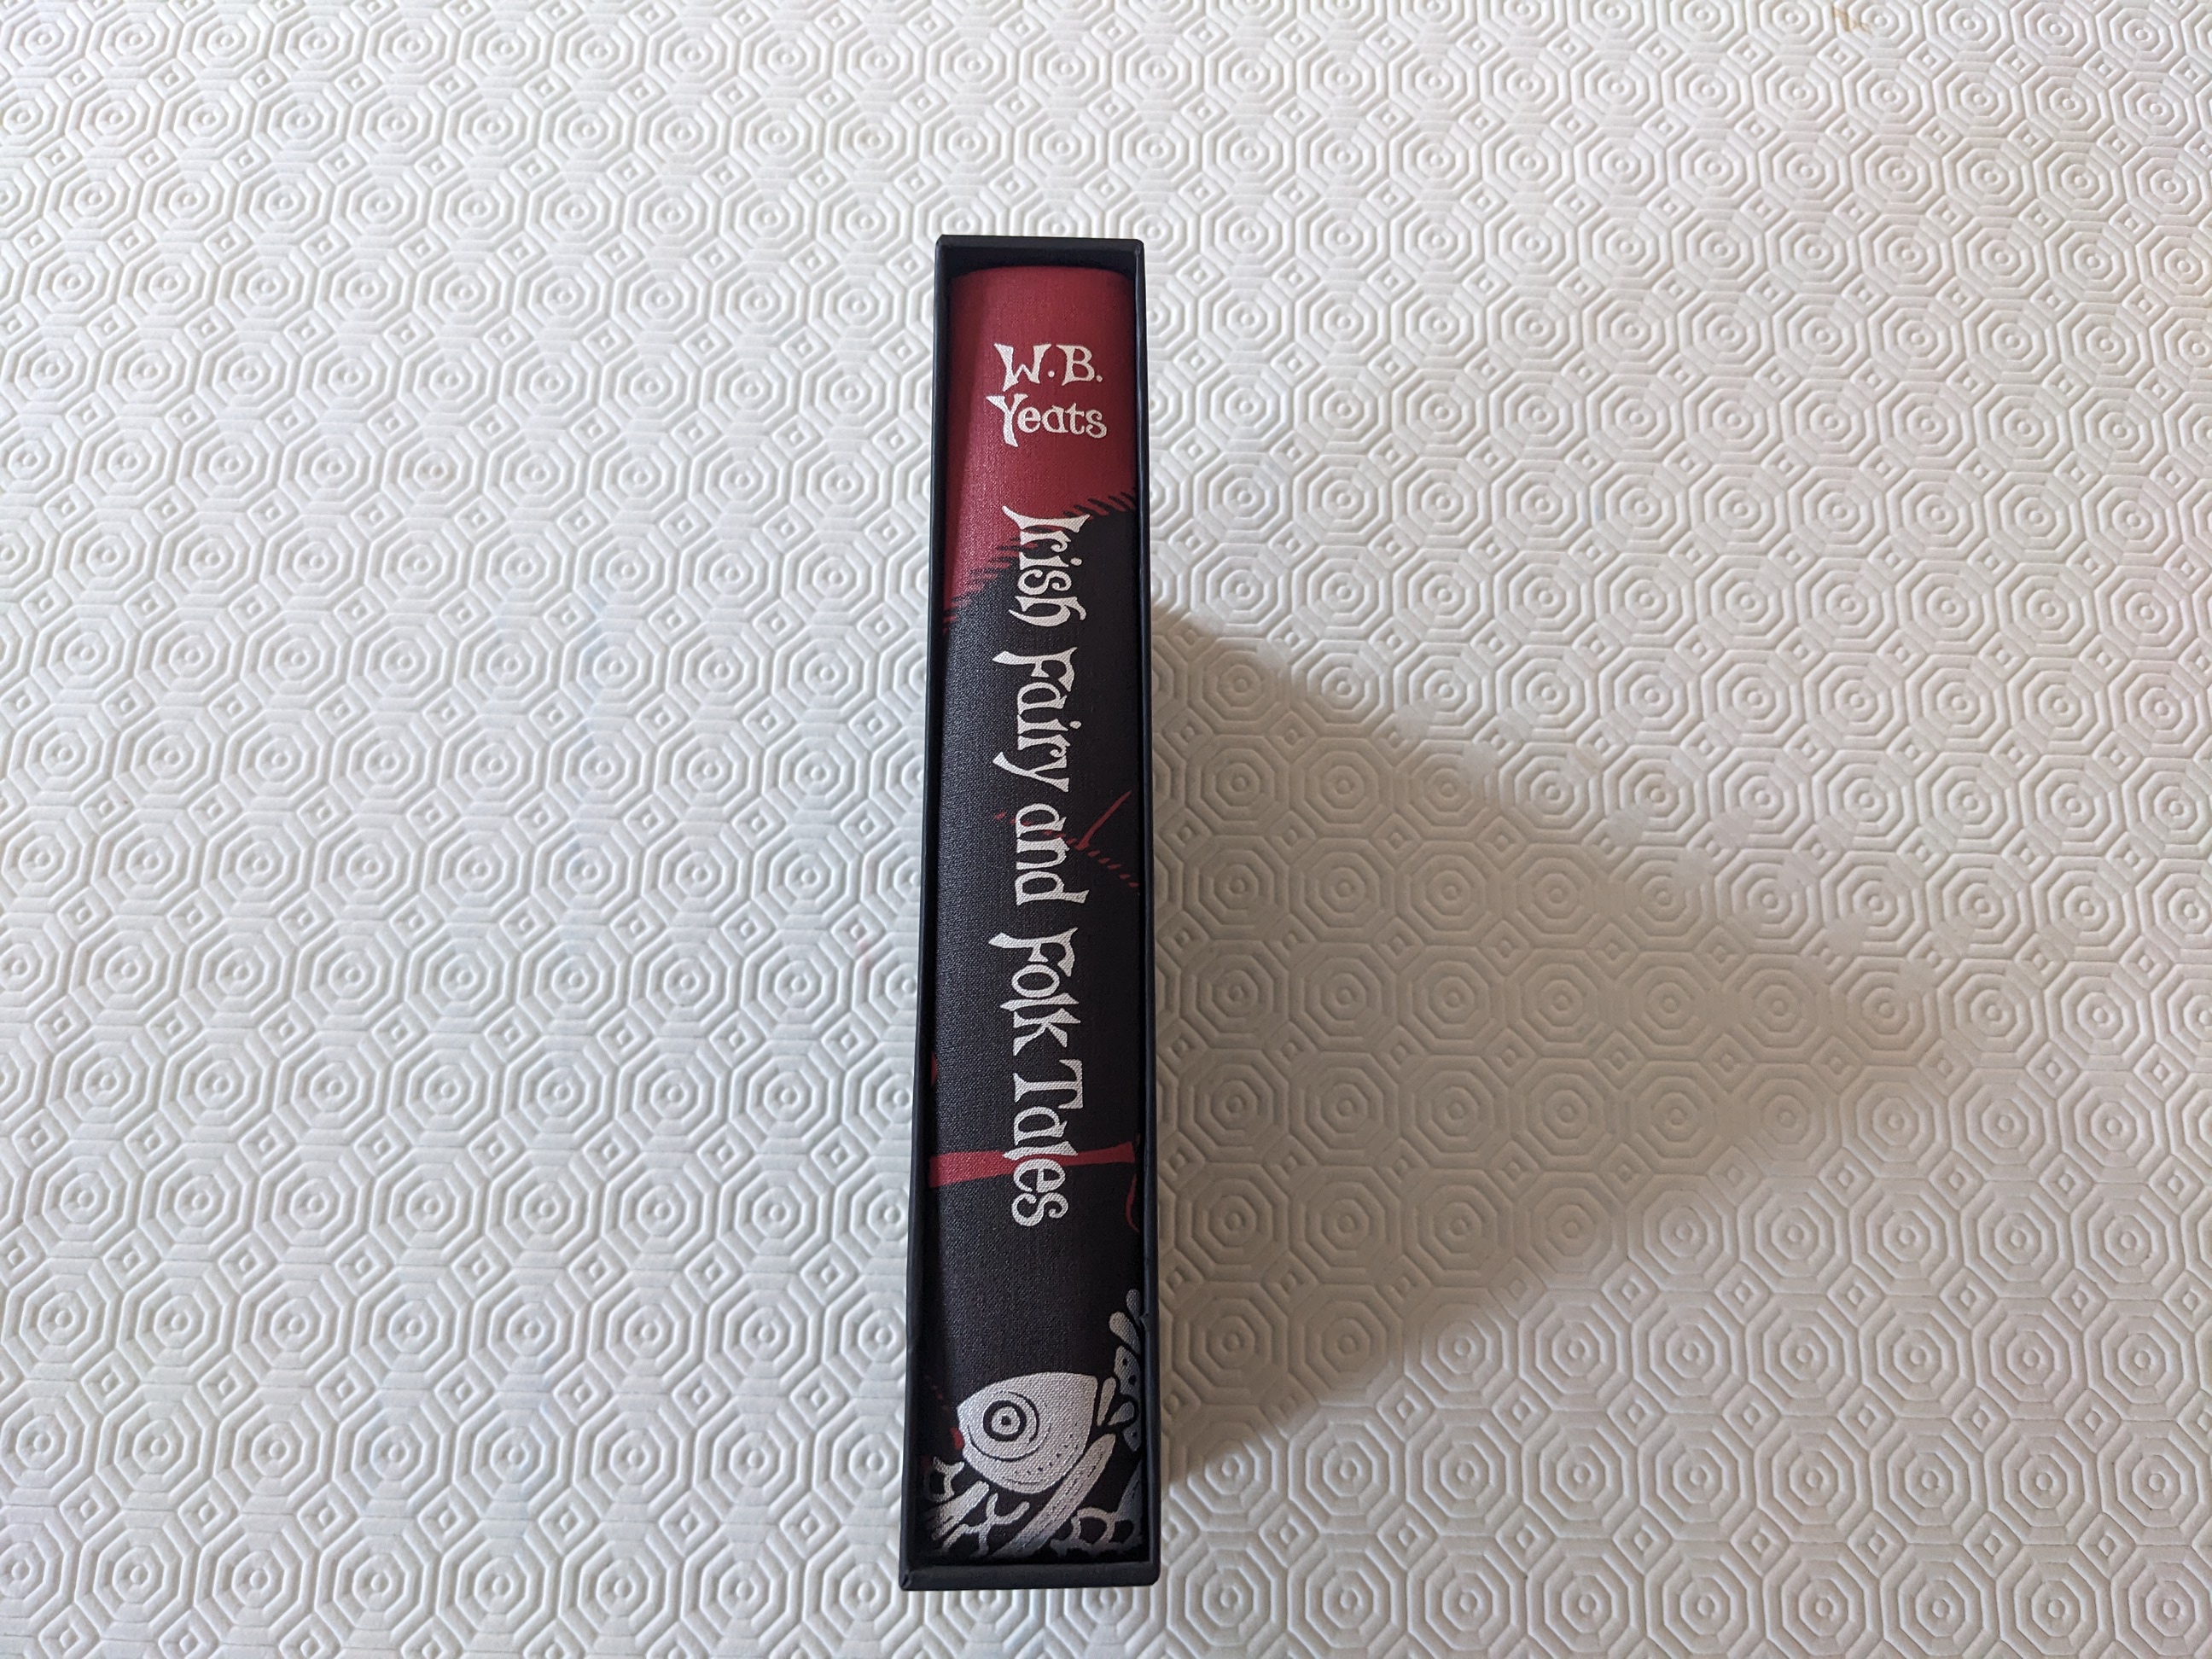 W.B.
Yeats
Irish Fairy and Folk Tales